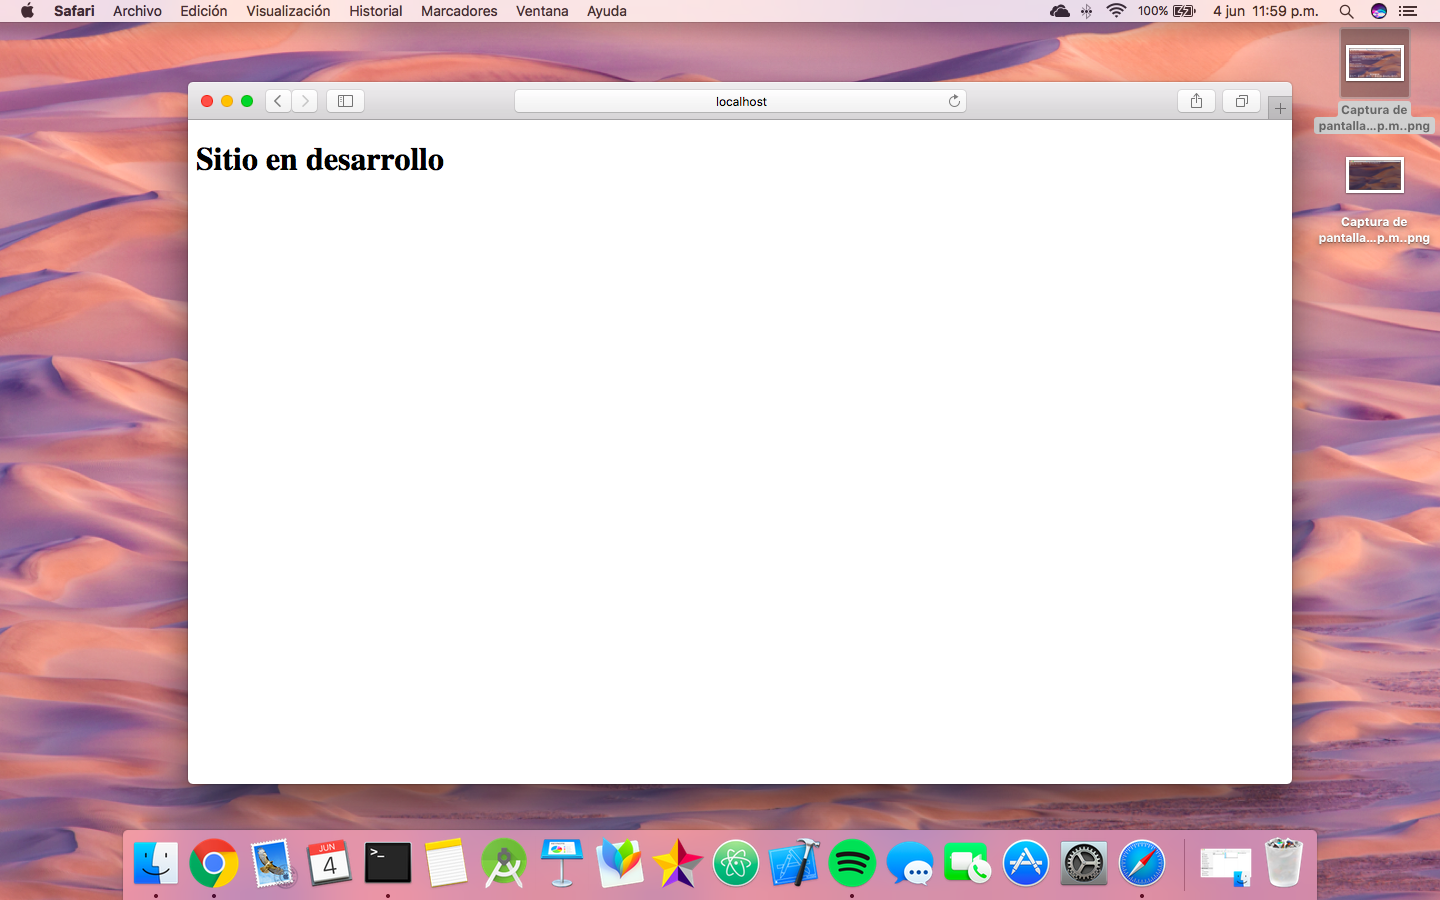 Safari Archivo Edición Visualización Historial Marcadores Ventana Ayuda 100% 4 jun 11:59 p.m.
localhost
Sitio en desarrollo
Captura de
pantalla...p.m..png
Captura de
pantalla...p.m..png
JUN
4
>_